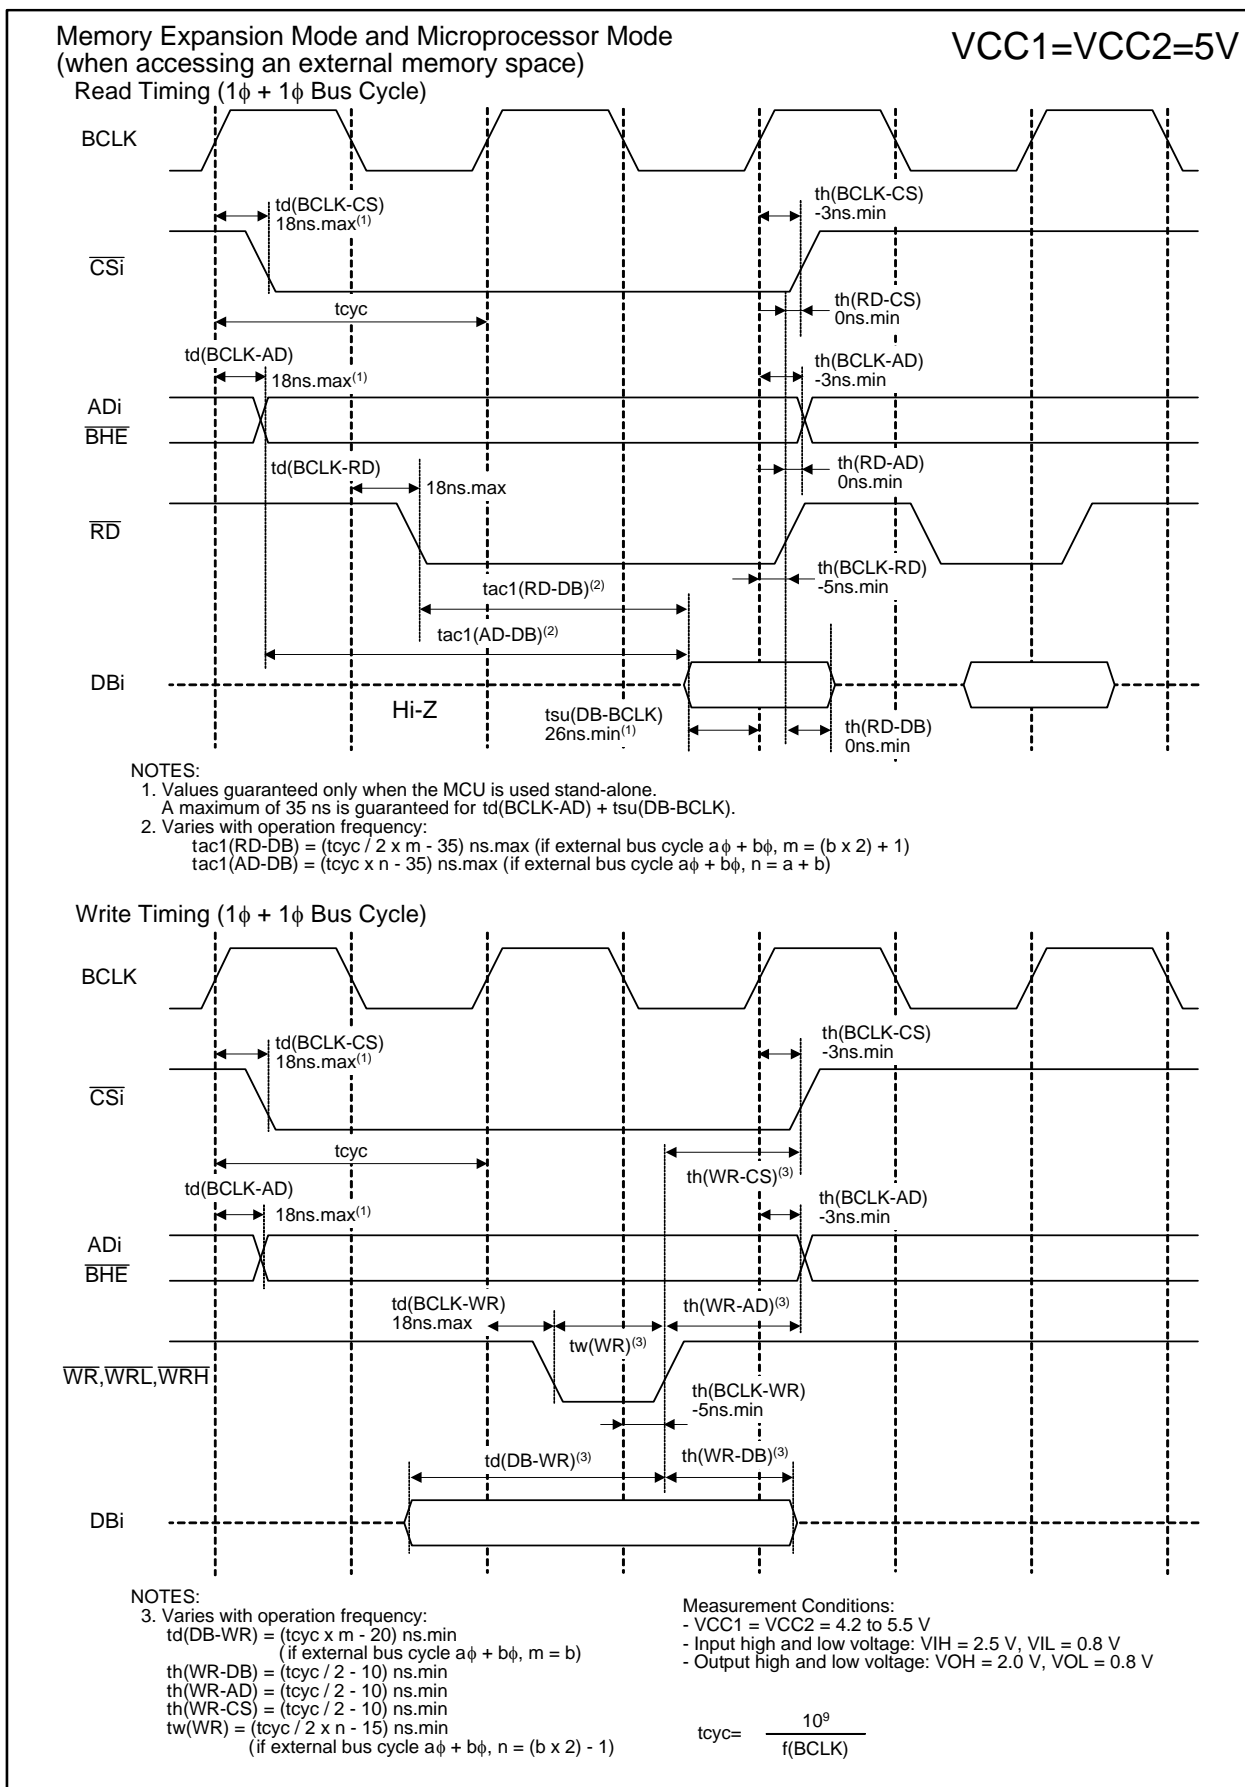 Memory Expansion Mode and Microprocessor Mode
(when accessing an external memory space)
VCC1=VCC2=5V
Read Timing (1ϕ + 1ϕ Bus Cycle)
BCLK
td(BCLK-CS)
18ns.max(1)
th(BCLK-CS)
-3ns.min
CSi
tcyc
th(RD-CS)
0ns.min
td(BCLK-AD)
18ns.max(1)
th(BCLK-AD)
-3ns.min
ADi
BHE
td(BCLK-RD)
18ns.max
th(RD-AD)
0ns.min
RD
th(BCLK-RD)
-5ns.min
tac1(RD-DB)(2)
tac1(AD-DB)(2)
DBi
Hi-Z
tsu(DB-BCLK)
26ns.min(1)
th(RD-DB)
0ns.min
NOTES:
1. Values guaranteed only when the MCU is used stand-alone.
A maximum of 35 ns is guaranteed for td(BCLK-AD) + tsu(DB-BCLK).
2. Varies with operation frequency:
tac1(RD-DB) = (tcyc / 2 x m - 35) ns.max (if external bus cycle aϕ + bϕ, m = (b x 2) + 1)
tac1(AD-DB) = (tcyc x n - 35) ns.max (if external bus cycle aϕ + bϕ, n = a + b)
Write Timing (1ϕ + 1ϕ Bus Cycle)
BCLK
td(BCLK-CS)
18ns.max(1)
th(BCLK-CS)
-3ns.min
CSi
tcyc
th(WR-CS)(3)
td(BCLK-AD)
18ns.max(1)
th(BCLK-AD)
-3ns.min
ADi
BHE
td(BCLK-WR)
18ns.max
th(WR-AD)(3)
tw(WR)(3)
WR,WRL,WRH
th(BCLK-WR)
-5ns.min
td(DB-WR)(3)
th(WR-DB)(3)
DBi
NOTES:
3. Varies with operation frequency:
td(DB-WR) = (tcyc x m - 20) ns.min
(if external bus cycle aϕ + bϕ, m = b)
th(WR-DB) = (tcyc / 2 - 10) ns.min
th(WR-AD) = (tcyc / 2 - 10) ns.min
th(WR-CS) = (tcyc / 2 - 10) ns.min
tw(WR) = (tcyc / 2 x n - 15) ns.min
(if external bus cycle aϕ + bϕ, n = (b x 2) - 1)
Measurement Conditions:
- VCC1 = VCC2 = 4.2 to 5.5 V
- Input high and low voltage: VIH = 2.5 V, VIL = 0.8 V
- Output high and low voltage: VOH = 2.0 V, VOL = 0.8 V
tcyc=
10⁹
f(BCLK)